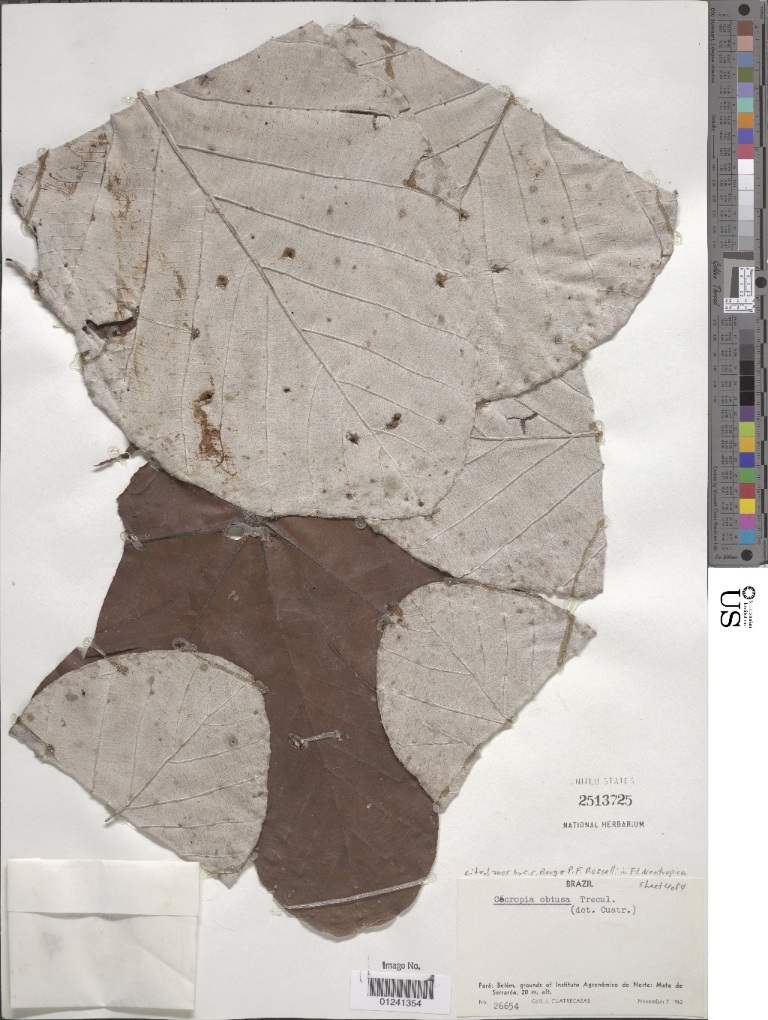 US
Smithsonian
Institution
UNITED STATES
2513725
NATIONAL HERBARIUM
cited 2005 by C.C. Berg & P.F. Rosselli in Fl. Neotropica
Sheet 4 of 4
BRAZIL
Cecropia obtusa Trecul.
(det. Cuatr.)
Pará: Belém, grounds of Instituto Agronômico do Norte: Mata de
Serraréa, 20 m. alt.
No. 26654 Coll. J. CUATRECASAS November 7, 1962
Image No.
01241354